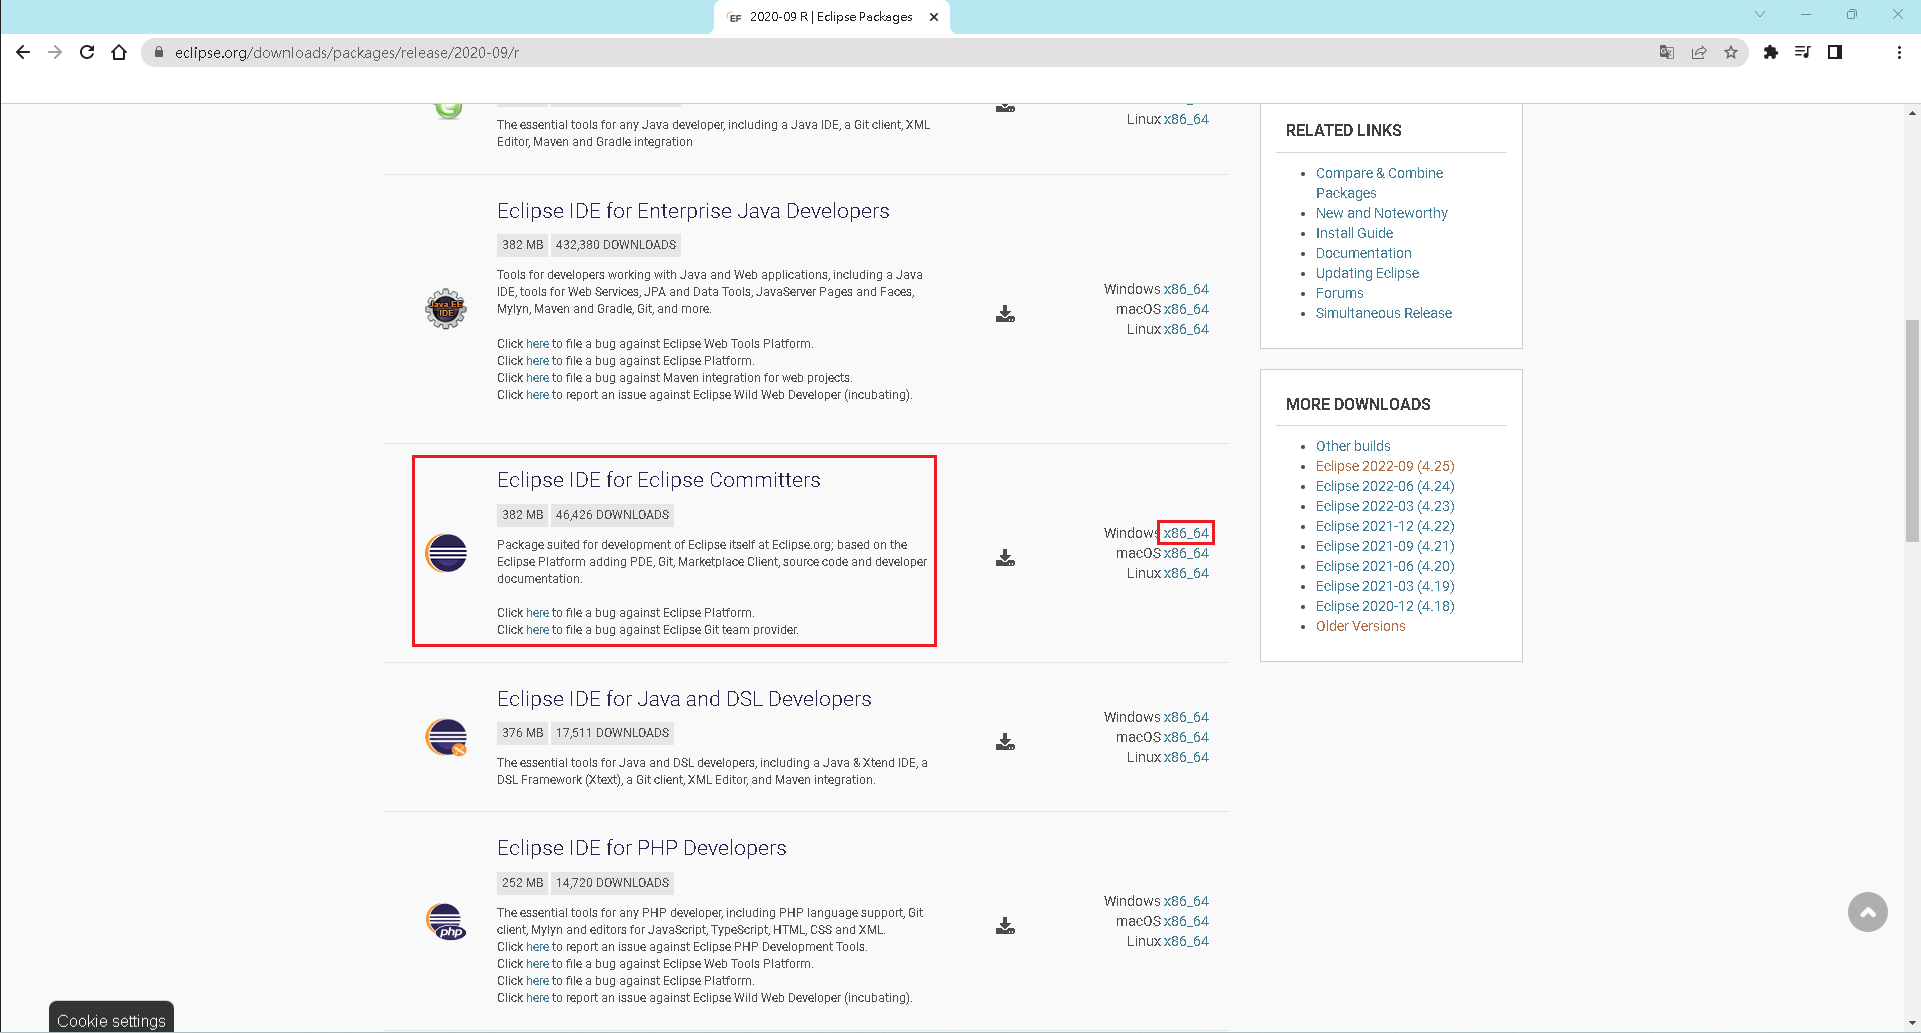 2020-09 R | Eclipse Packages
eclipse.org/downloads/packages/release/2020-09/r
The essential tools for any Java developer, including a Java IDE, a Git client, XML
Editor, Maven and Gradle integration
Linux x86_64
Eclipse IDE for Enterprise Java Developers
382 MB 432,380 DOWNLOADS
Tools for developers working with Java and Web applications, including a Java
IDE, tools for Web Services, JPA and Data Tools, JavaServer Pages and Faces,
Mylyn, Maven and Gradle, Git, and more.
Click here to file a bug against Eclipse Web Tools Platform.
Click here to file a bug against Eclipse Platform.
Click here to file a bug against Maven integration for web projects.
Click here to report an issue against Eclipse Wild Web Developer (incubating).
Java EE
IDE
Windows x86_64
macOS x86_64
Linux x86_64
Eclipse IDE for Eclipse Committers
382 MB 46,426 DOWNLOADS
Package suited for development of Eclipse itself at Eclipse.org; based on the
Eclipse Platform adding PDE, Git, Marketplace Client, source code and developer
documentation.
Click here to file a bug against Eclipse Platform.
Click here to file a bug against Eclipse Git team provider.
Windows x86_64
macOS x86_64
Linux x86_64
Eclipse IDE for Java and DSL Developers
376 MB 17,511 DOWNLOADS
The essential tools for Java and DSL developers, including a Java & Xtend IDE, a
DSL Framework (Xtext), a Git client, XML Editor, and Maven integration.
Windows x86_64
macOS x86_64
Linux x86_64
Eclipse IDE for PHP Developers
252 MB 14,720 DOWNLOADS
The essential tools for any PHP developer, including PHP language support, Git
client, Mylyn and editors for JavaScript, TypeScript, HTML, CSS and XML.
Click here to report an issue against Eclipse PHP Development Tools.
Click here to file a bug against Eclipse Web Tools Platform.
Click here to file a bug against Eclipse Platform.
Click here to report an issue against Eclipse Wild Web Developer (incubating).
php
Windows x86_64
macOS x86_64
Linux x86_64
RELATED LINKS
Compare & Combine
Packages
New and Noteworthy
Install Guide
Documentation
Updating Eclipse
Forums
Simultaneous Release
MORE DOWNLOADS
Other builds
Eclipse 2022-09 (4.25)
Eclipse 2022-06 (4.24)
Eclipse 2022-03 (4.23)
Eclipse 2021-12 (4.22)
Eclipse 2021-09 (4.21)
Eclipse 2021-06 (4.20)
Eclipse 2021-03 (4.19)
Eclipse 2020-12 (4.18)
Older Versions
Cookie settings